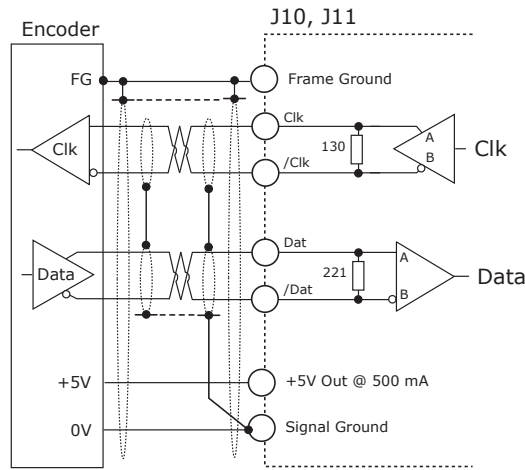 J10, J11
Encoder
FG
Frame Ground
Clk
Clk
A
130
B
Clk
/Clk
Dat
Data
221
A
B
Data
/Dat
+5V
+5V Out @ 500 mA
0V
Signal Ground